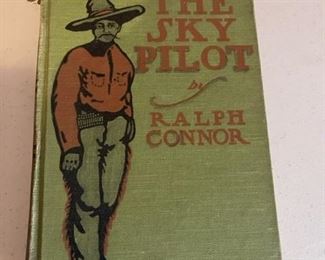 THE
SKY
PILOT
by
RALPH
CONNOR